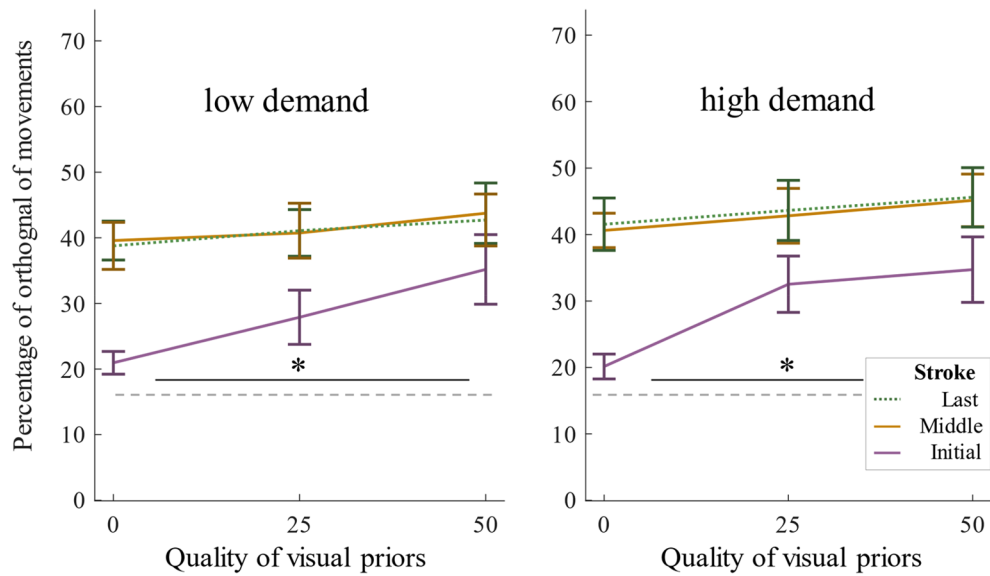 Percentage of orthognal of movements
70
60
50
40
30
20
10
0
low demand
*
0 25 50
Quality of visual priors
70
60
50
40
30
20
10
0
high demand
*
Stroke
Last
Middle
Initial
0 25 50
Quality of visual priors